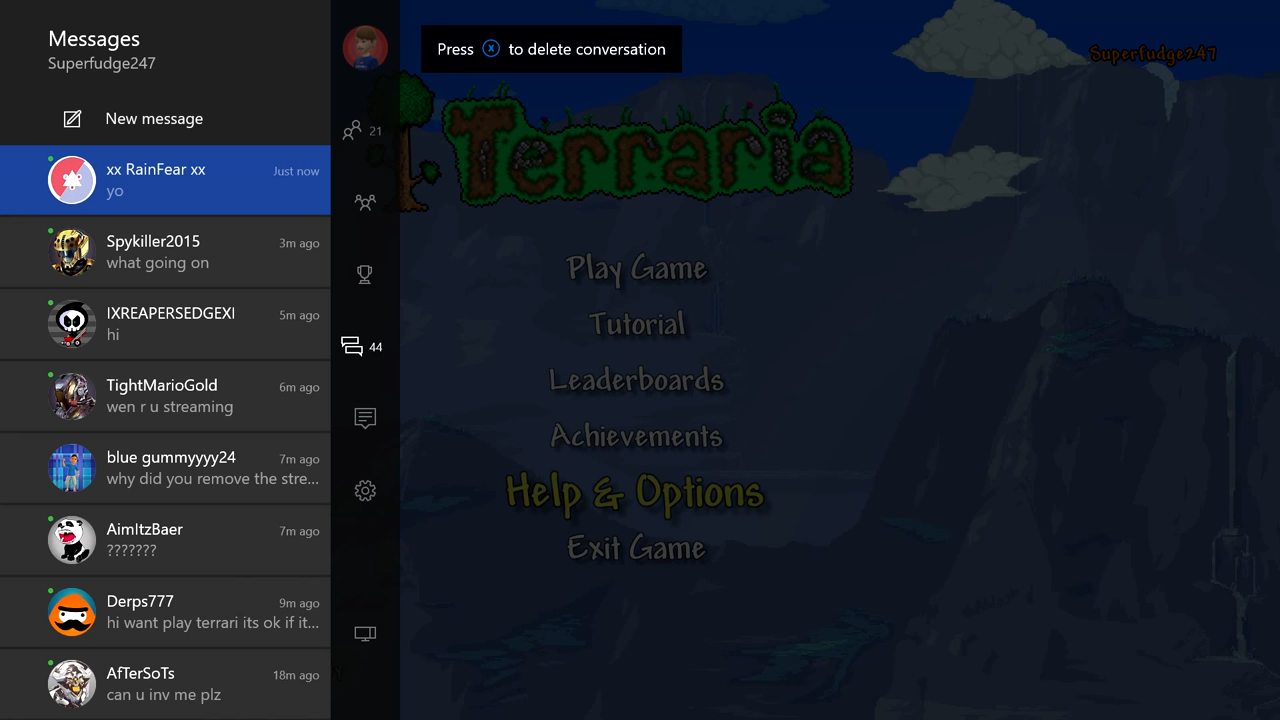 Messages
Superfudge247
New message
xx RainFear xx
Just now
yo
Spykiller2015
3m ago
what going on
IXREAPERSEDGEXI
5m ago
hi
TightMarioGold
6m ago
wen r u streaming
blue gummyyyy24
7m ago
why did you remove the stre...
AimItzBaer
7m ago
???????
Derps777
9m ago
hi want play terrari its ok if it...
AfTerSoTs
18m ago
can u inv me plz
21
44
Press X to delete conversation
Superfudge247
Terraria
Play Game
Tutorial
Leaderboards
Achievements
Help & Options
Exit Game